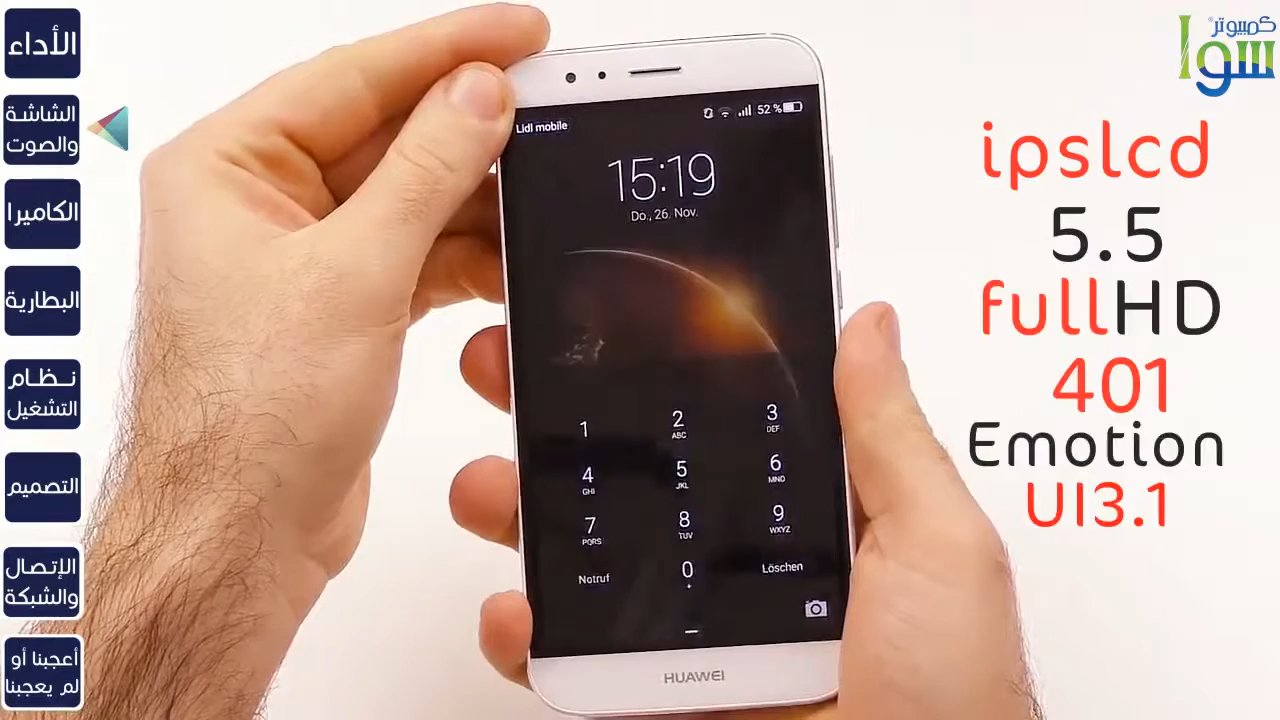 الأداء
الشاشة
والصوت
الكاميرا
البطارية
نظام
التشغيل
التصميم
الإتصال
والشبكة
أعجبنا أو
لم يعجبنا
Lidl mobile
52 %
15:19
Do., 26. Nov.
1
2
ABC
3
DEF
4
GHI
5
JKL
6
MNO
7
PQRS
8
TUV
9
WXYZ
Notruf
0
+
Löschen
HUAWEI
كمبيوتر
سوا
ipslcd
5.5
fullHD
401
Emotion
UI3.1